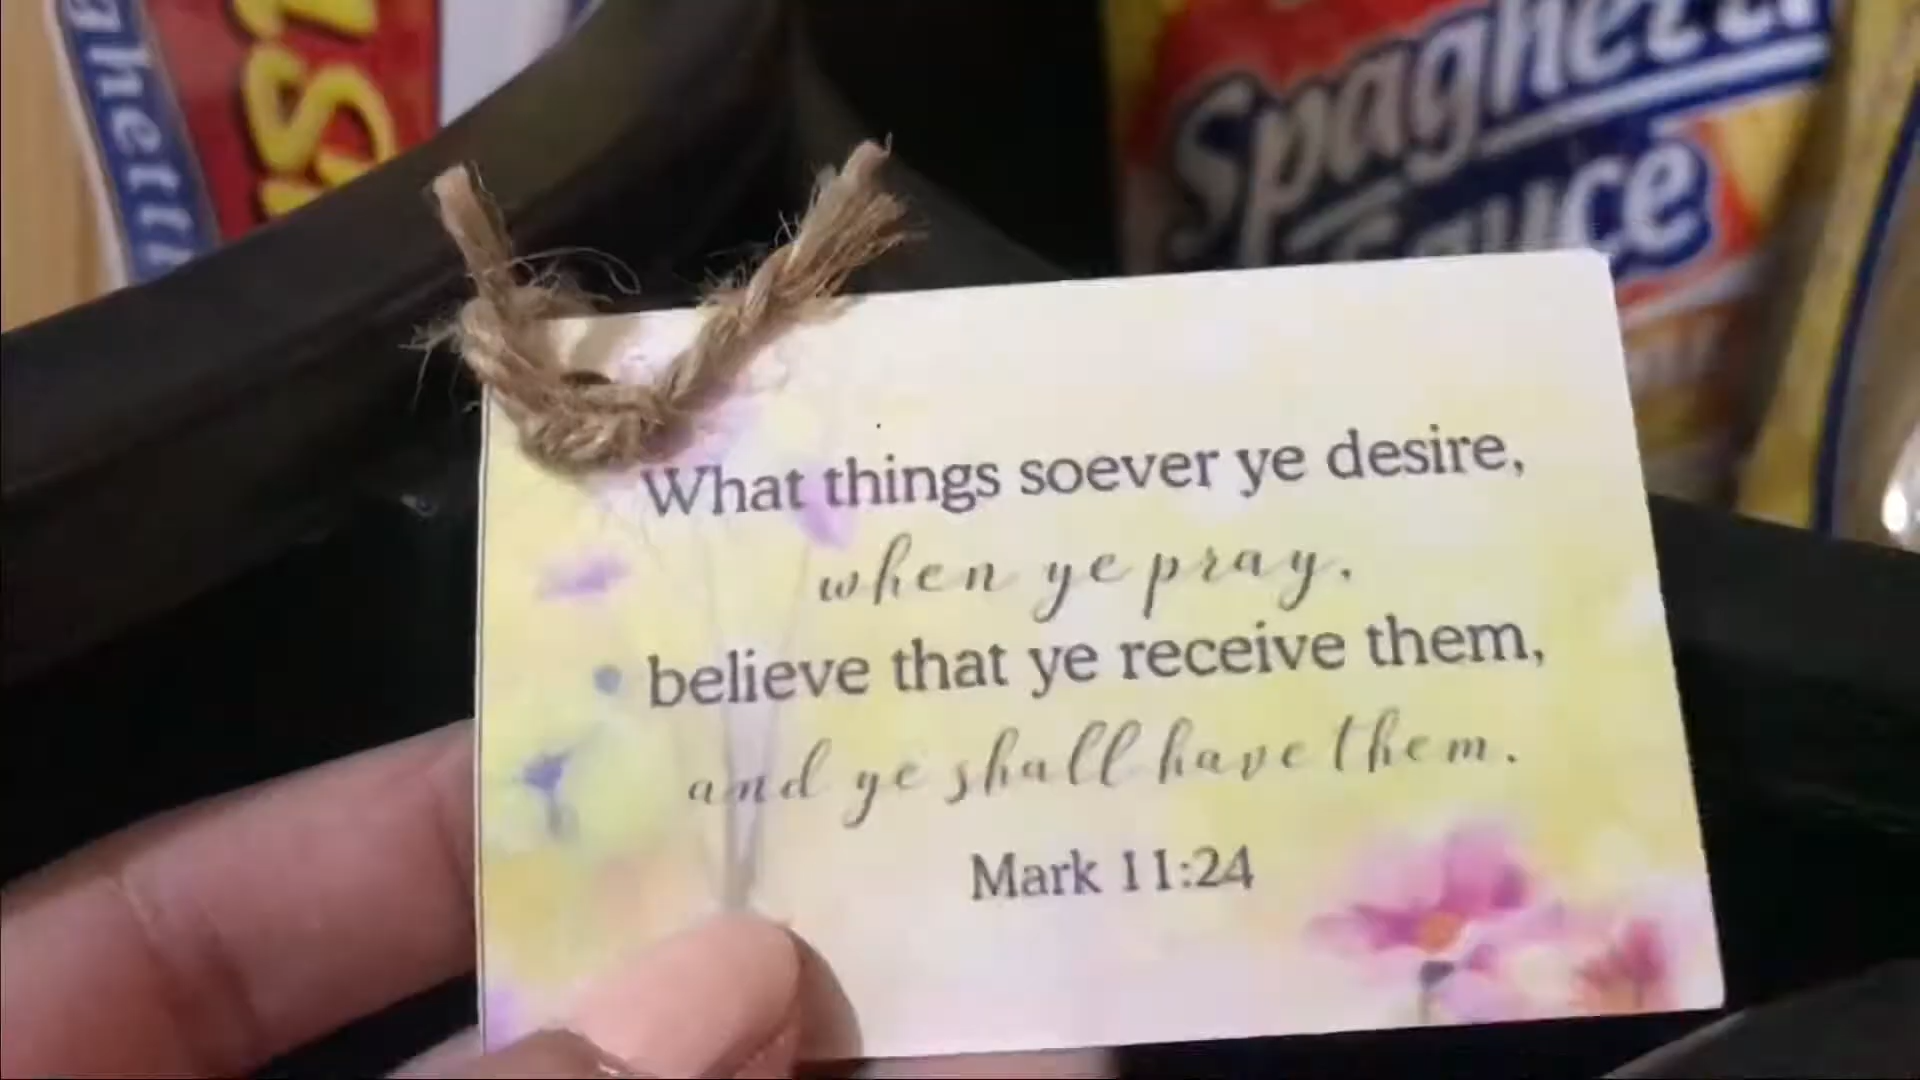 ghetti
Spaghetti
Sauce
What things soever ye desire,
when ye pray,
believe that ye receive them,
and ye shall have them.
Mark 11:24